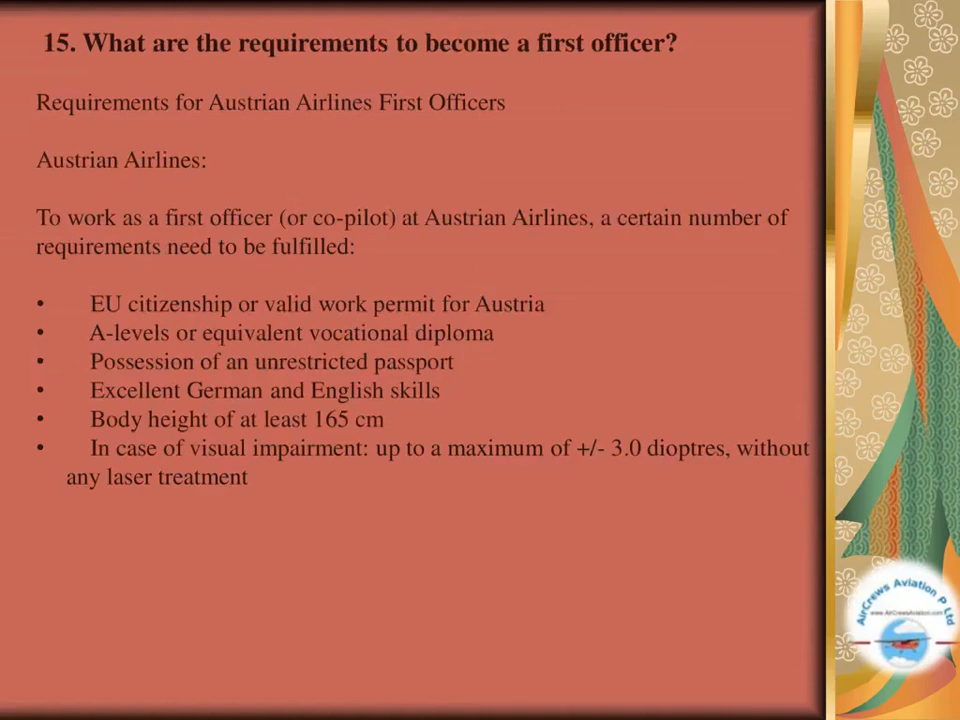 15. What are the requirements to become a first officer?
Requirements for Austrian Airlines First Officers
Austrian Airlines:
To work as a first officer (or co-pilot) at Austrian Airlines, a certain number of
requirements need to be fulfilled:
• EU citizenship or valid work permit for Austria
• A-levels or equivalent vocational diploma
• Possession of an unrestricted passport
• Excellent German and English skills
• Body height of at least 165 cm
• In case of visual impairment: up to a maximum of +/- 3.0 dioptres, without
any laser treatment
AirCrews Aviation P Ltd
www.AirCrewsAviation.com